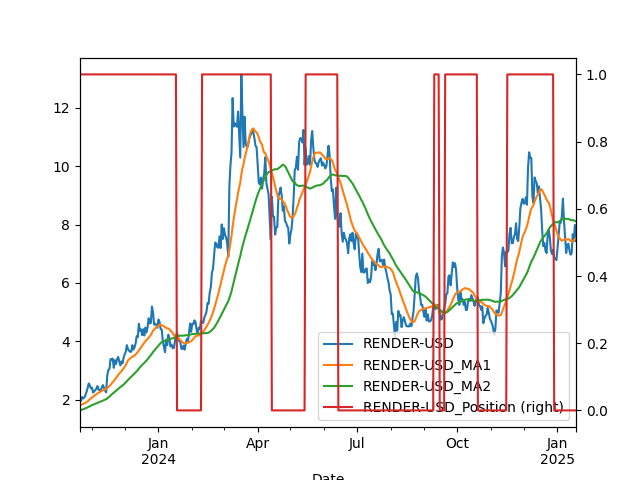 12
10
8
6
4
2
1.0
0.8
0.6
0.4
0.2
0.0
RENDER-USD
RENDER-USD_MA1
RENDER-USD_MA2
RENDER-USD_Position (right)
Jan
2024
Apr
Jul
Oct
Jan
2025
Date